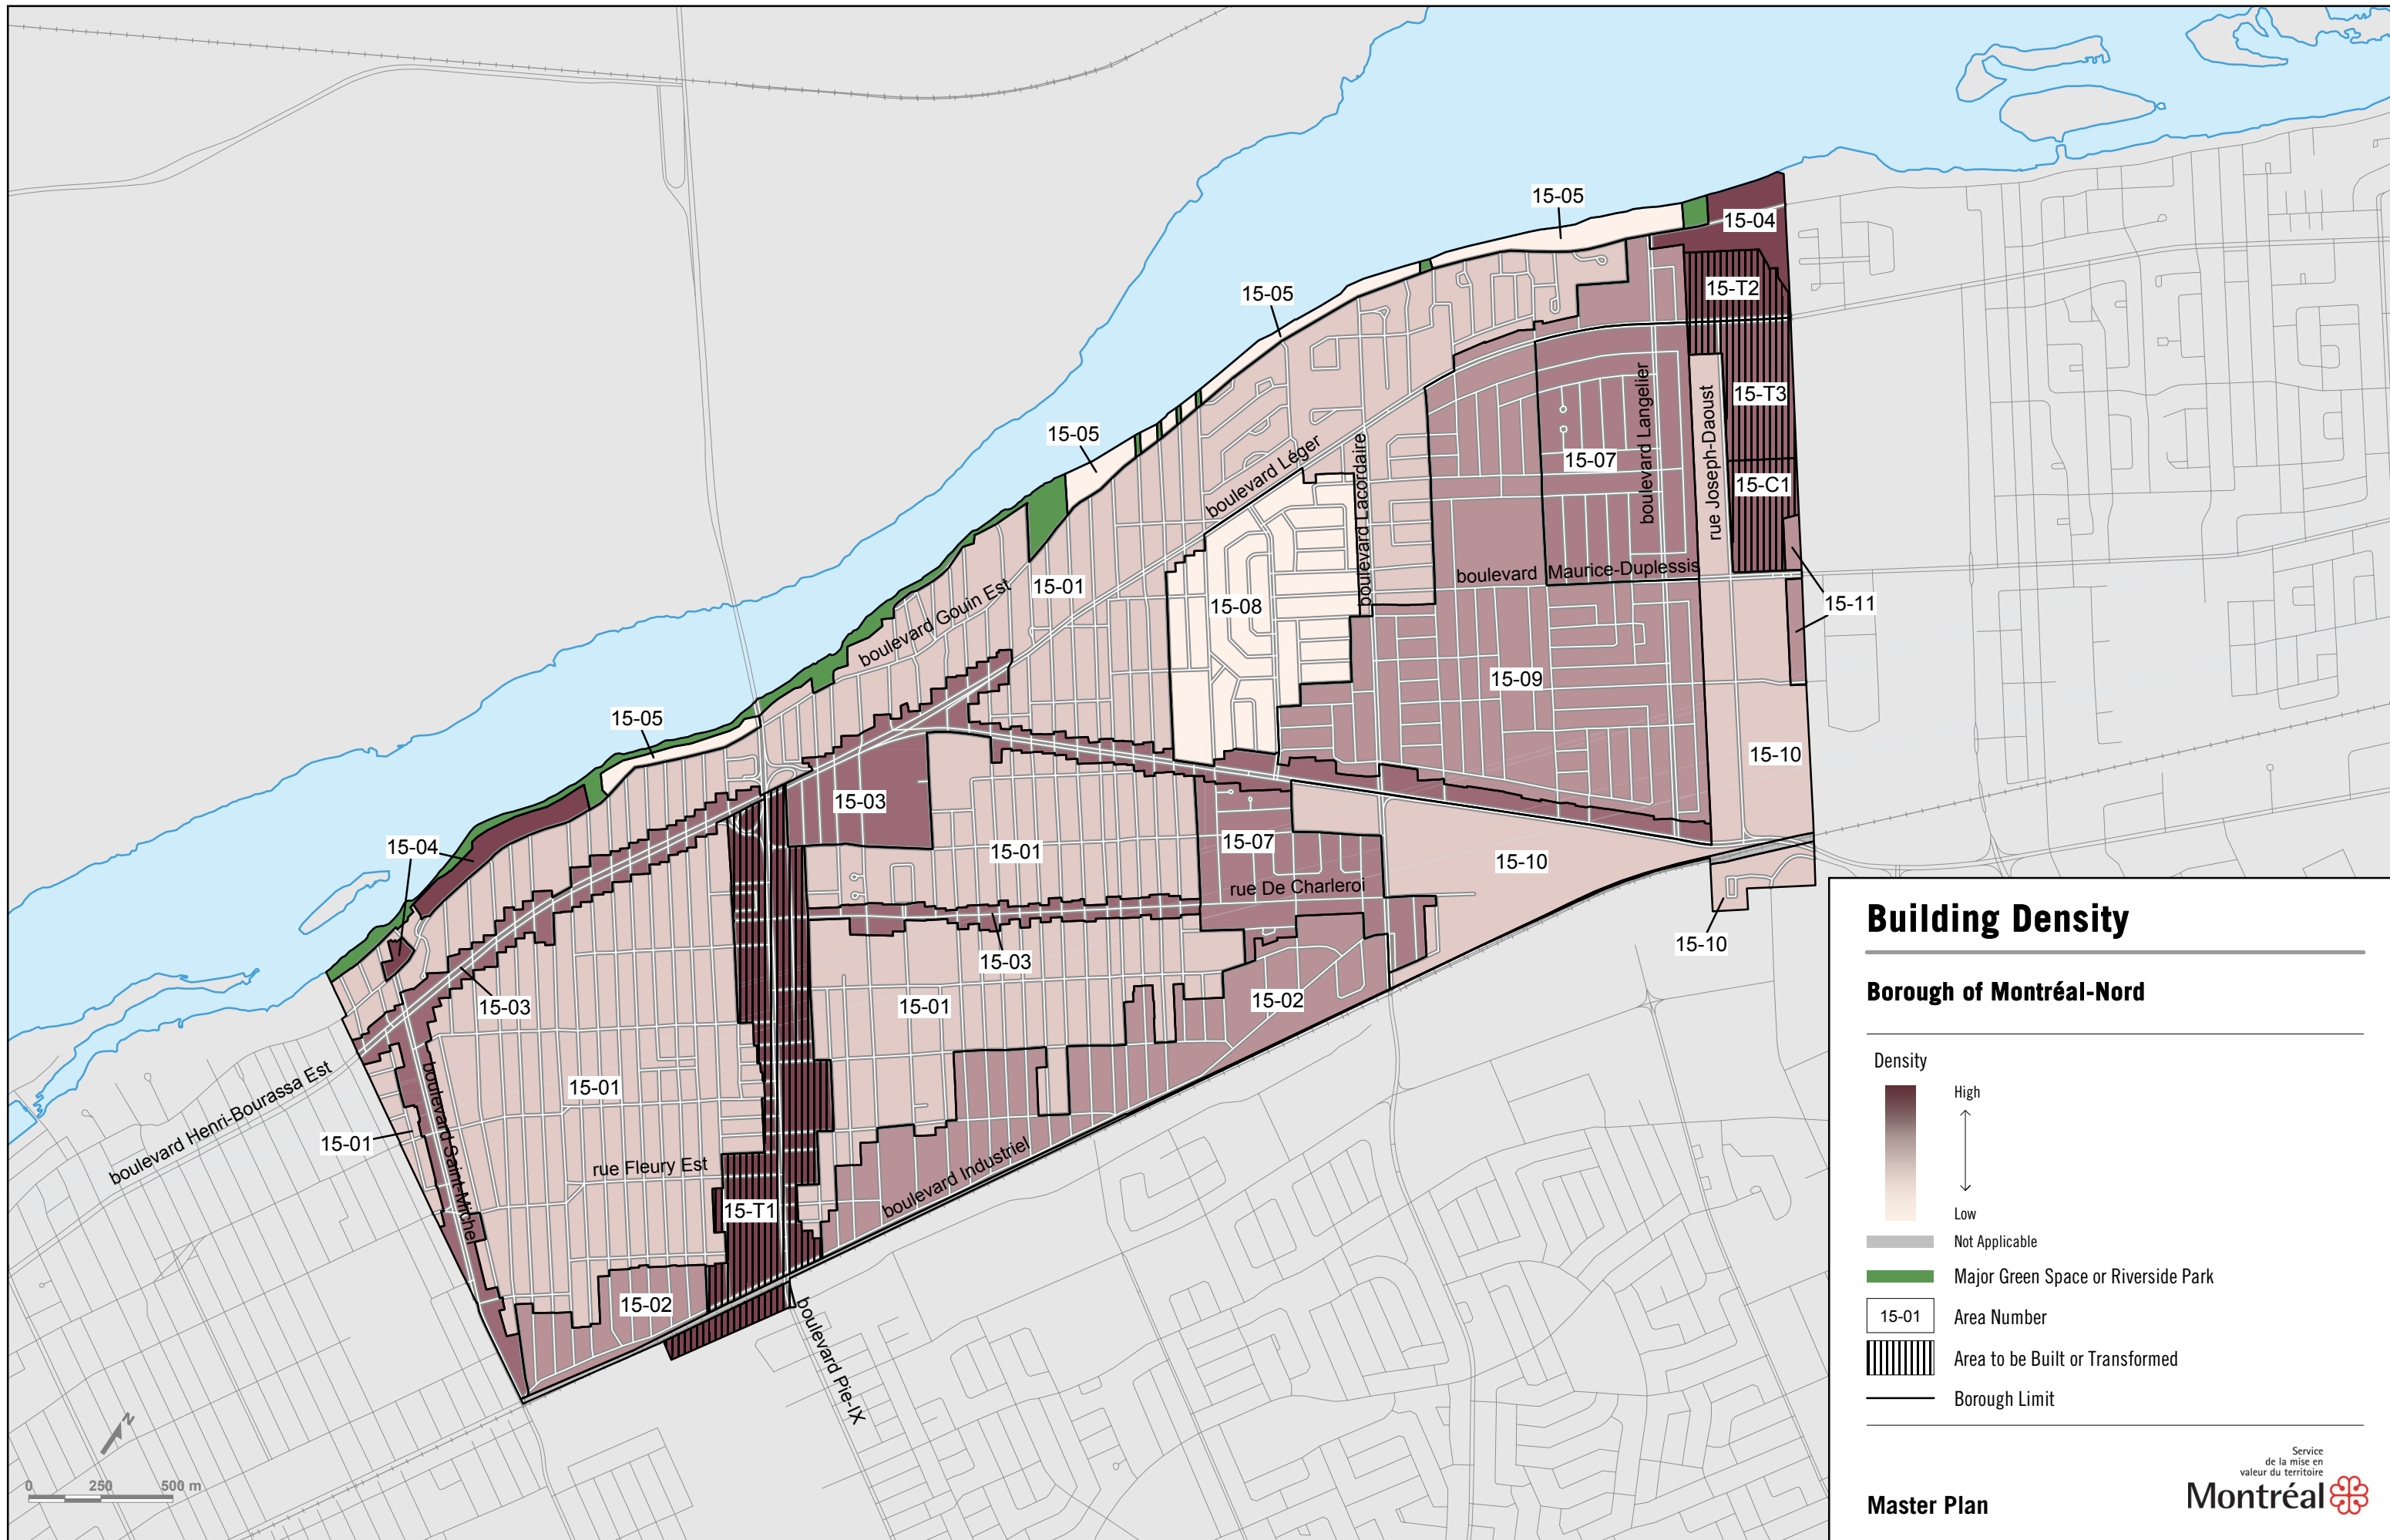 15-05
15-04
15-T2
15-05
15-T3
boulevard Langelier
rue Joseph-Daoust
15-05
boulevard Léger
boulevard Lacordaire
15-07
15-C1
boulevard Gouin Est
15-01
15-08
boulevard Maurice-Duplessis
15-11
15-09
15-05
15-10
15-03
15-04
15-01
15-07
15-10
rue De Charleroi
15-10
15-03
15-03
15-01
15-02
boulevard Henri-Bourassa Est
15-01
15-01
boulevard Saint-Michel
rue Fleury Est
boulevard Industriel
15-T1
15-02
boulevard Pie-IX
N
0 250 500 m
Building Density
Borough of Montréal-Nord
Density
High
Low
Not Applicable
Major Green Space or Riverside Park
15-01 Area Number
Area to be Built or Transformed
Borough Limit
Service
de la mise en
valeur du territoire
Montréal
Master Plan